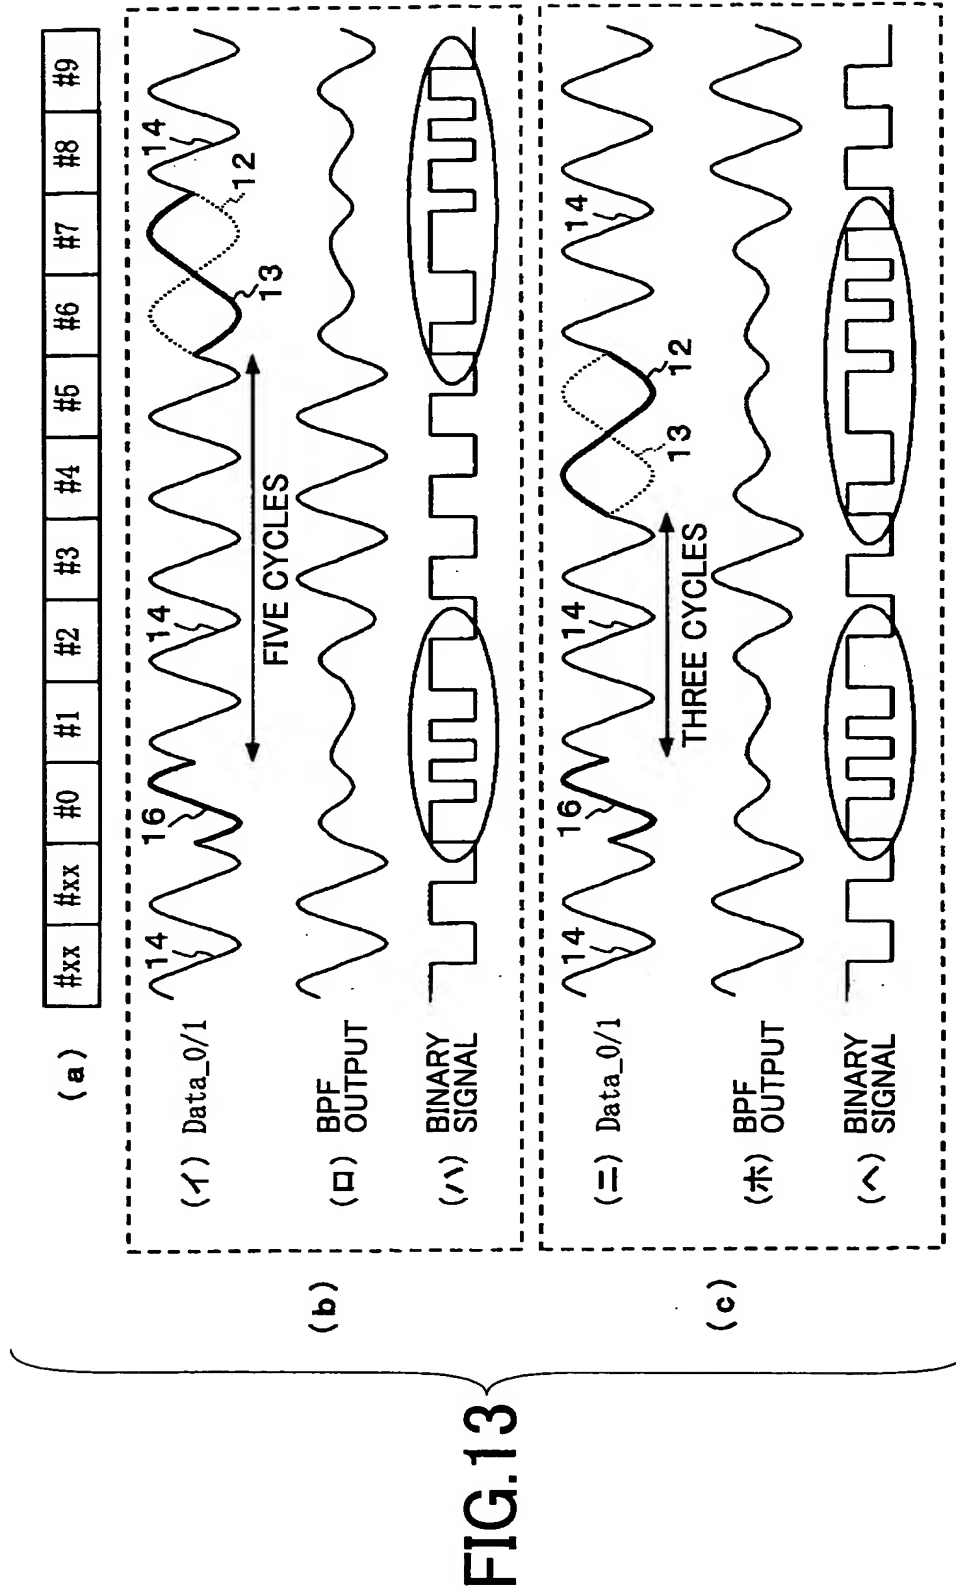 FIG.13
(a)
#xx #xx #0 #1 #2 #3 #4 #5 #6 #7 #8 #9
(b)
(イ) Data_0/1
14 16 14 13 12 14
FIVE CYCLES
(ロ) BPF
OUTPUT
(ハ) BINARY
SIGNAL
(c)
(ニ) Data_0/1
14 16 14 13 12 14
THREE CYCLES
(ホ) BPF
OUTPUT
(ヘ) BINARY
SIGNAL